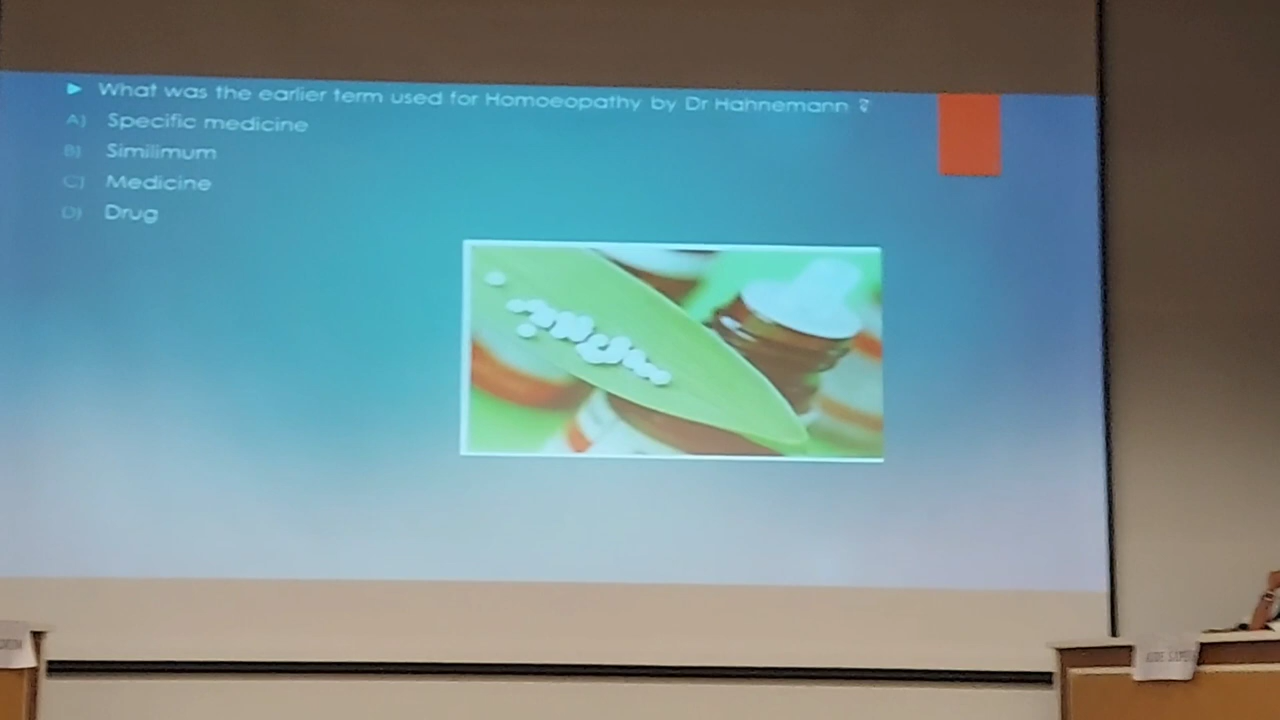 What was the earlier term used for Homoeopathy by Dr Hahnemann ?
A) Specific medicine
B) Similimum
C) Medicine
D) Drug